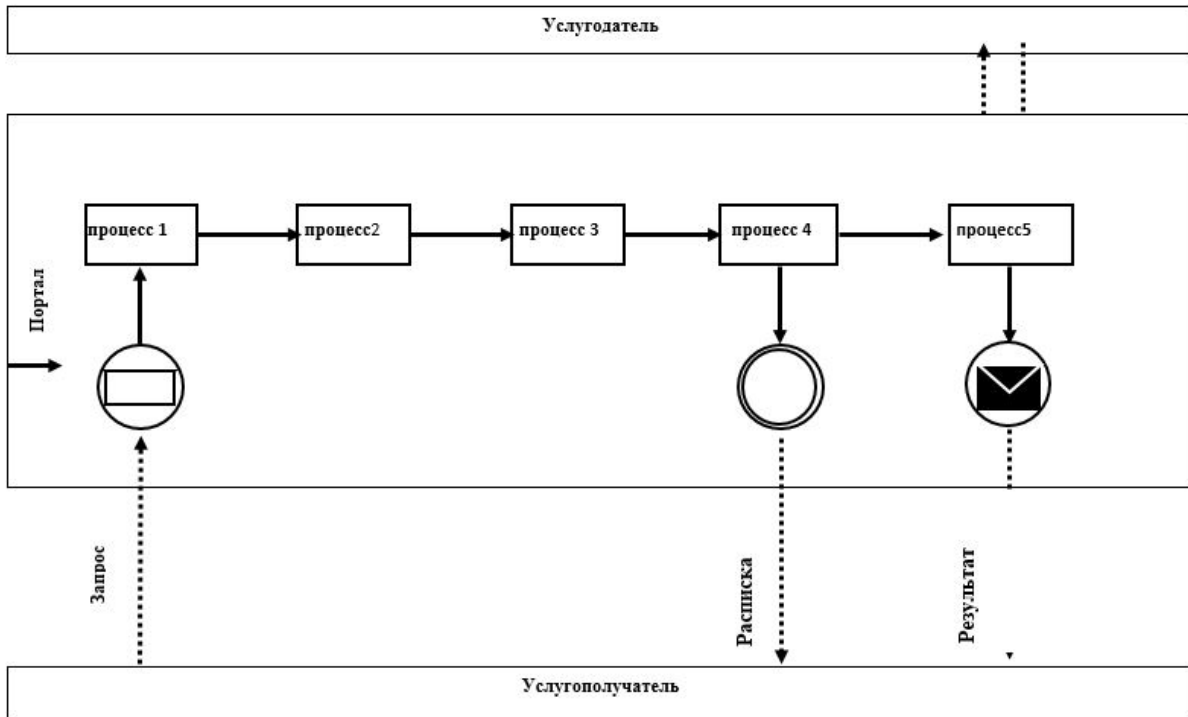 Услугодатель
процесс 1
процесс2
процесс 3
процесс 4
процесс5
Портал
Запрос
Расписка
Результат
Услугополучатель